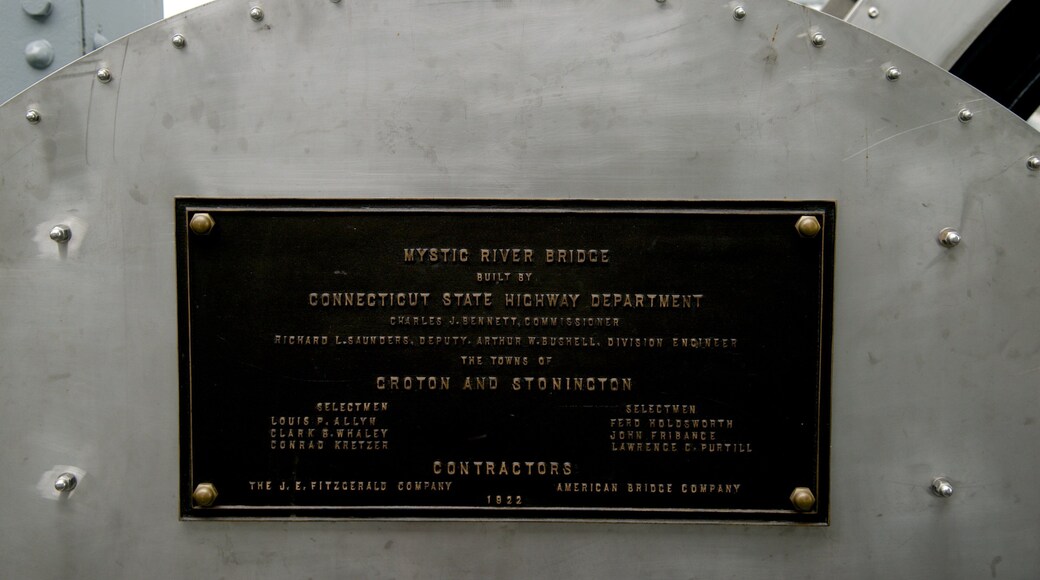 MYSTIC RIVER BRIDGE
BUILT BY
CONNECTICUT STATE HIGHWAY DEPARTMENT
CHARLES J. BENNETT, COMMISSIONER
RICHARD L. SAUNDERS, DEPUTY. ARTHUR W. BUSHELL, DIVISION ENGINEER
THE TOWNS OF
GROTON AND STONINGTON
SELECTMEN SELECTMEN
LOUIS P. ALLYN FERD HOLDSWORTH
CLARK B. WHALEY JOHN FRIBANCE
CONRAD KRETZER LAWRENCE C. PURTILL
CONTRACTORS
THE J. E. FITZGERALD COMPANY AMERICAN BRIDGE COMPANY
1922